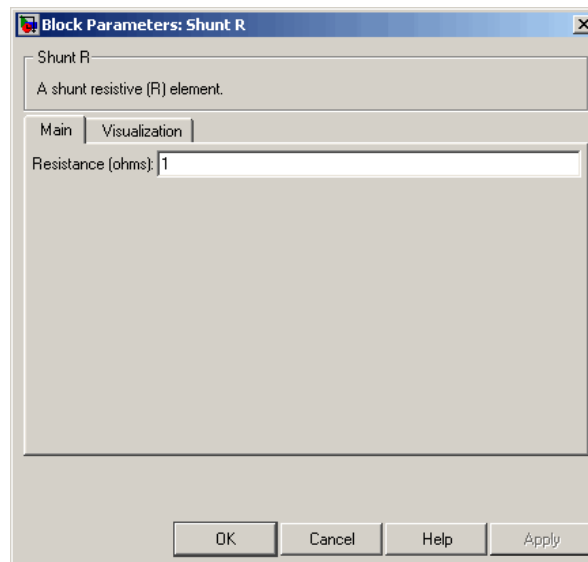 Block Parameters: Shunt R
Shunt R
A shunt resistive (R) element.
Main Visualization
Resistance (ohms): 1
OK Cancel Help Apply